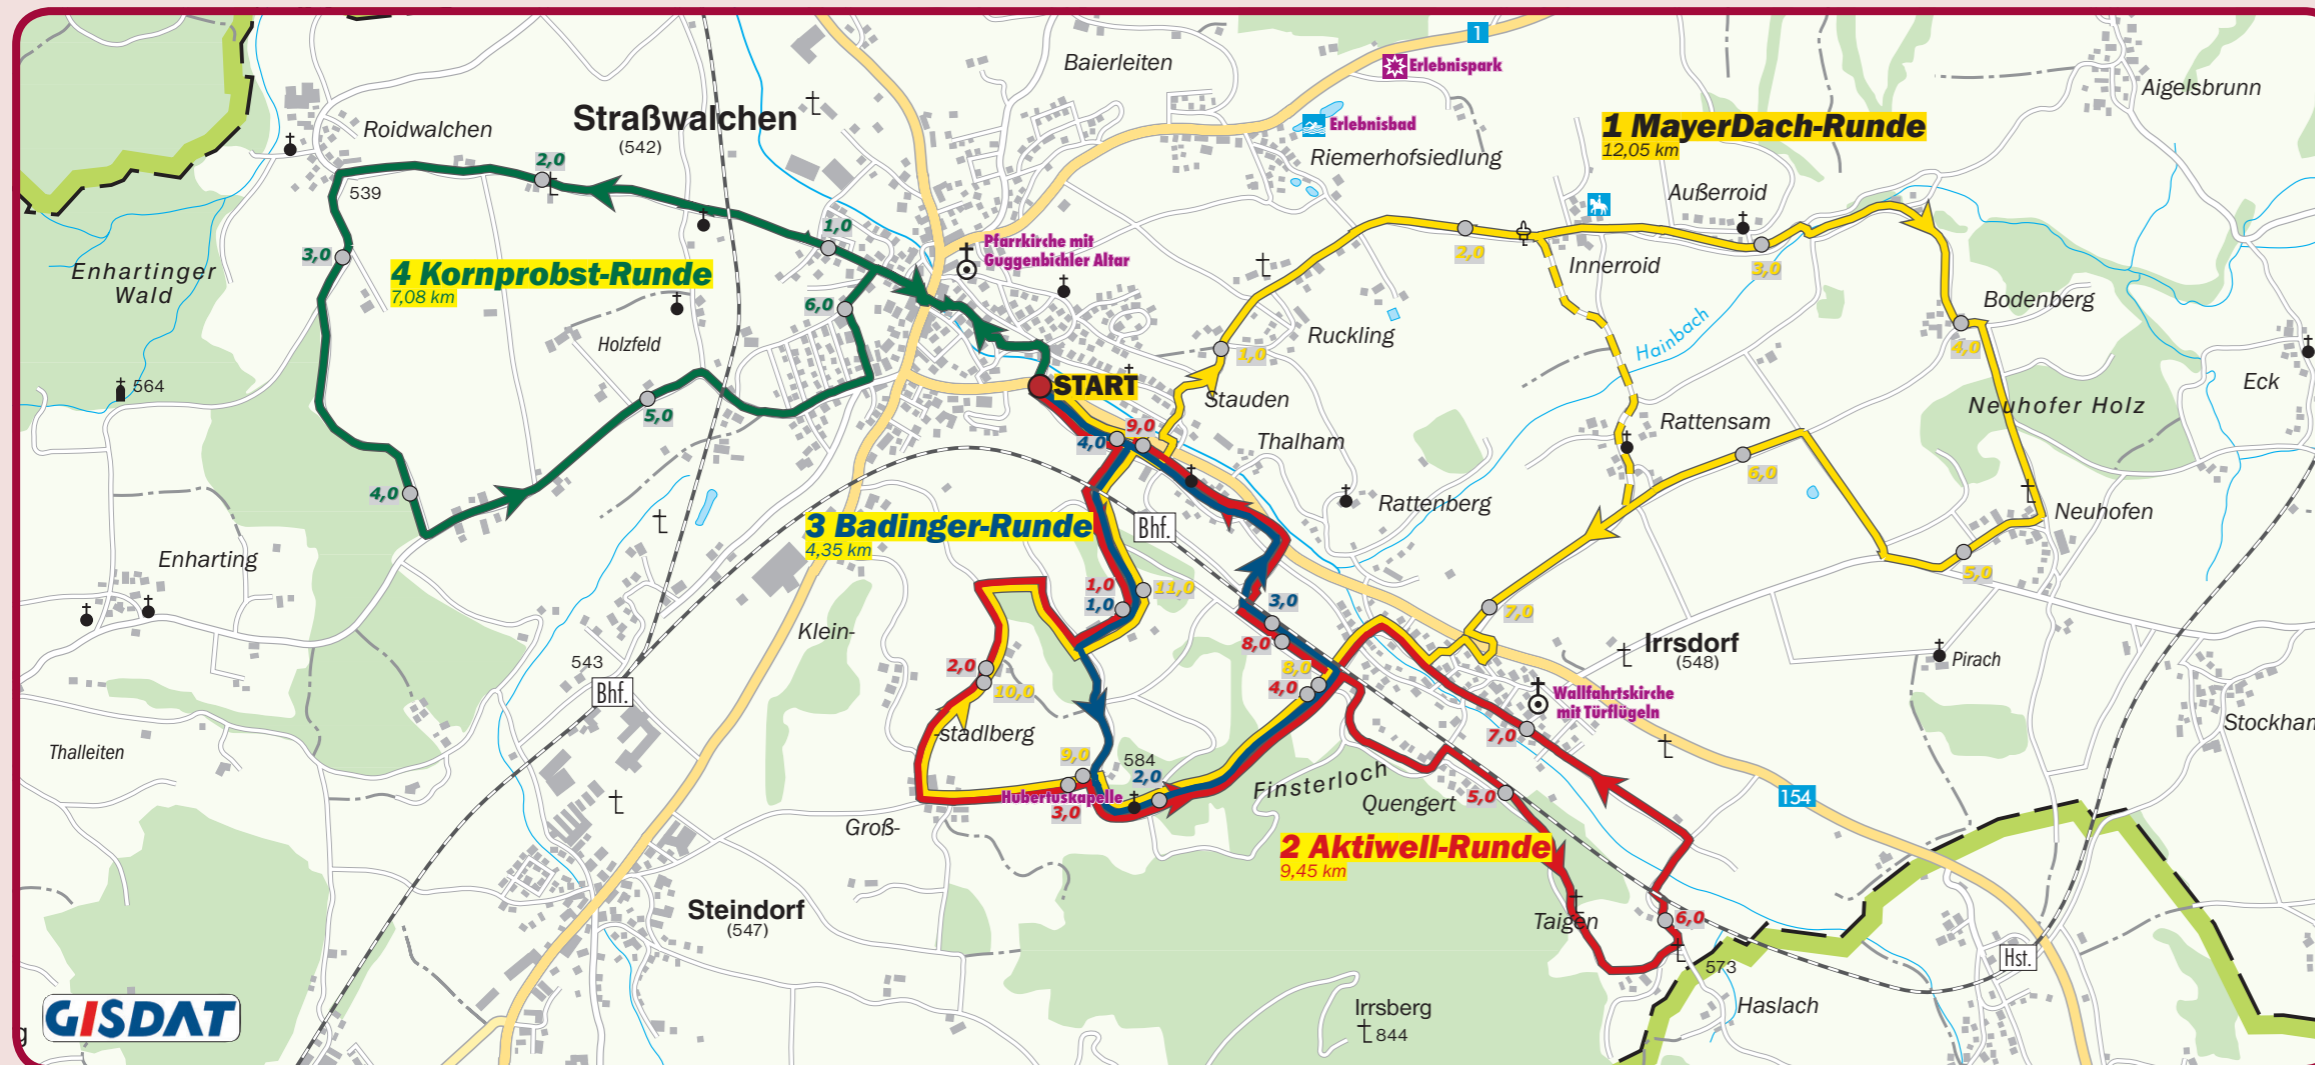 1
Baierleiten
Erlebnispark
Aigelsbrunn
Straßwalchen
(542)
Roidwalchen
Erlebnisbad
Riemerhofsiedlung
1 MayerDach-Runde
12,05 km
2,0
539
Außerroid
1,0
Pfarrkirche mit
Guggenbichler Altar
2,0
3,0
Innerroid
3,0
Enhartinger
Wald
4 Kornprobst-Runde
7,08 km
6,0
Bodenberg
Holzfeld
Ruckling
Hainbach
1,0
4,0
564
START
Stauden
Eck
Neuhofer Holz
5,0
4,0
9,0
Thalham
Rattensam
6,0
4,0
Rattenberg
Neuhofen
3 Badinger-Runde
4,35 km
Bhf.
Enharting
5,0
1,0
1,0
11,0
3,0
7,0
Klein-
8,0
Irrsdorf
(548)
Pirach
543
Bhf.
2,0
10,0
8,0
4,0
Wallfahrtskirche
mit Türflügeln
Stockham
-stadlberg
7,0
Thalleiten
9,0
584
2,0
Finsterloch
Hubertuskapelle
3,0
Quengert
5,0
154
Groß-
2 Aktiwell-Runde
9,45 km
Steindorf
(547)
Taigen
6,0
573
Hst.
GISDAT
Irrsberg
844
Haslach
g